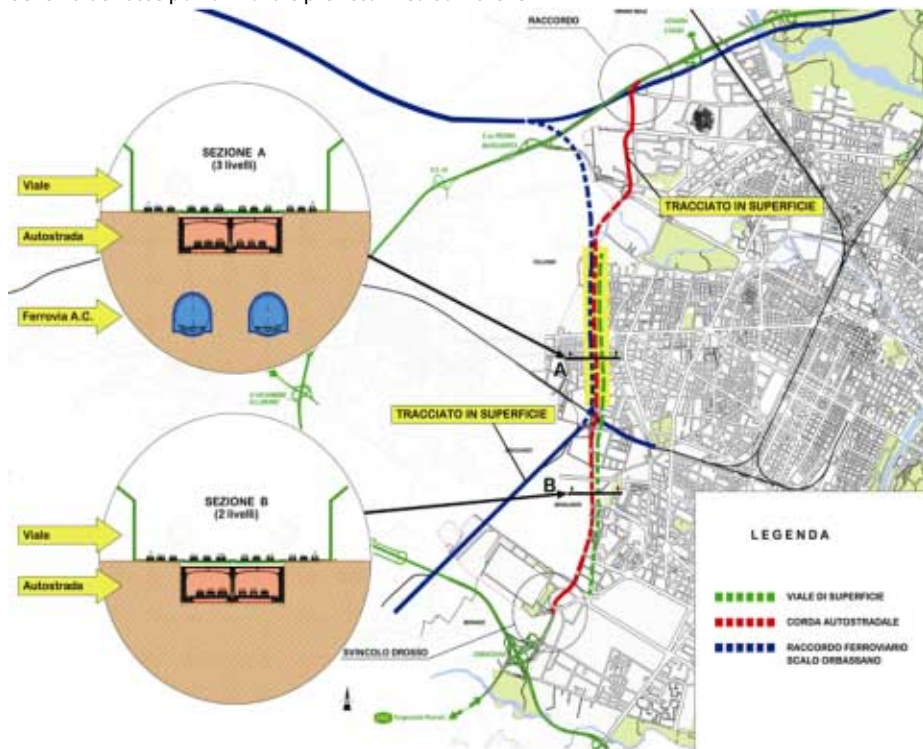 RACCORDO
SEZIONE A
(3 livelli)
Viale
Autostrada
Ferrovia A.C.
TRACCIATO IN SUPERFICIE
A
TRACCIATO IN SUPERFICIE
B
SEZIONE B
(2 livelli)
Viale
Autostrada
SVINCOLO DROSSO
LEGENDA
VIALE DI SUPERFICIE
CORDA AUTOSTRADALE
RACCORDO FERROVIARIO
SCALO ORBASSANO